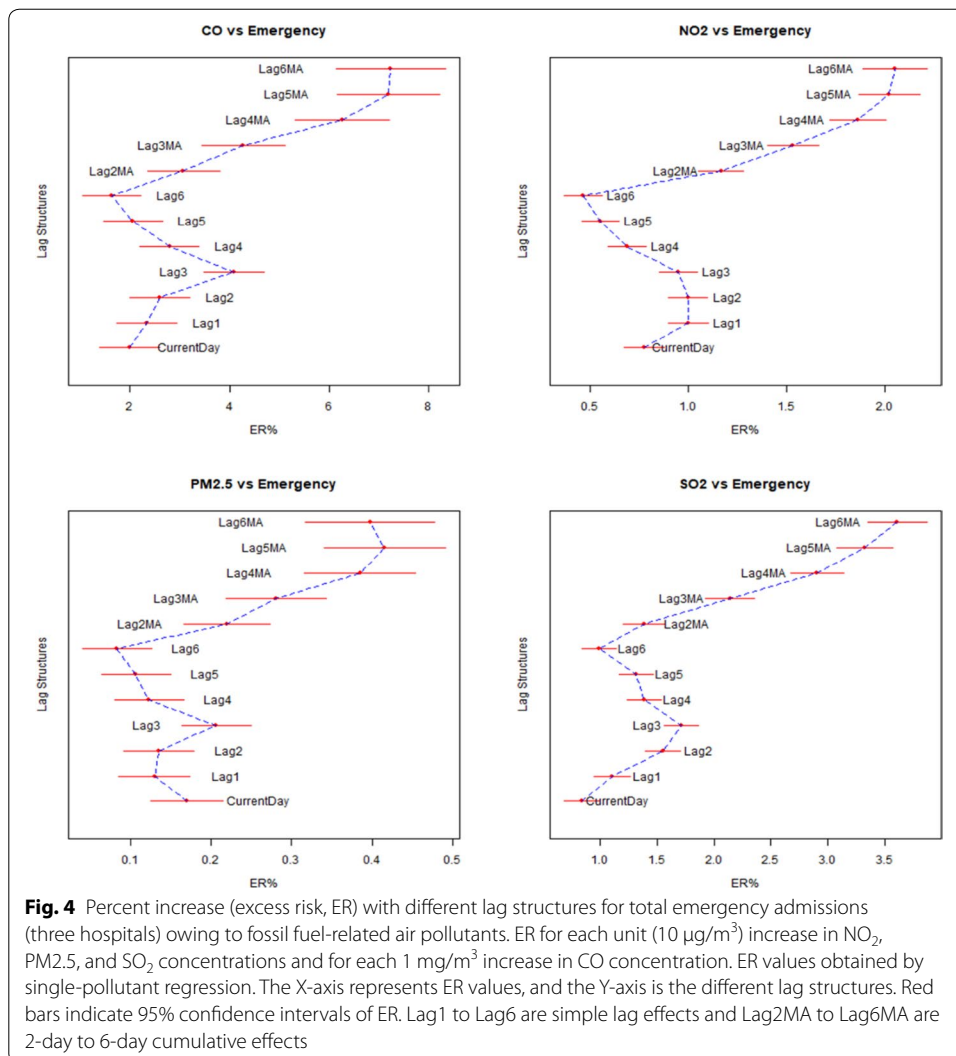 CO vs Emergency
Lag Structures
Lag6MA
Lag5MA
Lag4MA
Lag3MA
Lag2MA
Lag6
Lag5
Lag4
Lag3
Lag2
Lag1
CurrentDay
2 4 6 8
ER%
NO2 vs Emergency
Lag Structures
Lag6MA
Lag5MA
Lag4MA
Lag3MA
Lag2MA
Lag6
Lag5
Lag4
Lag3
Lag2
Lag1
CurrentDay
0.5 1.0 1.5 2.0
ER%
PM2.5 vs Emergency
Lag Structures
Lag6MA
Lag5MA
Lag4MA
Lag3MA
Lag2MA
Lag6
Lag5
Lag4
Lag3
Lag2
Lag1
CurrentDay
0.1 0.2 0.3 0.4 0.5
ER%
SO2 vs Emergency
Lag Structures
Lag6MA
Lag5MA
Lag4MA
Lag3MA
Lag2MA
Lag6
Lag5
Lag4
Lag3
Lag2
Lag1
CurrentDay
1.0 1.5 2.0 2.5 3.0 3.5
ER%
Fig. 4 Percent increase (excess risk, ER) with different lag structures for total emergency admissions
(three hospitals) owing to fossil fuel-related air pollutants. ER for each unit (10 μg/m³) increase in NO₂,
PM2.5, and SO₂ concentrations and for each 1 mg/m³ increase in CO concentration. ER values obtained by
single-pollutant regression. The X-axis represents ER values, and the Y-axis is the different lag structures. Red
bars indicate 95% confidence intervals of ER. Lag1 to Lag6 are simple lag effects and Lag2MA to Lag6MA are
2-day to 6-day cumulative effects